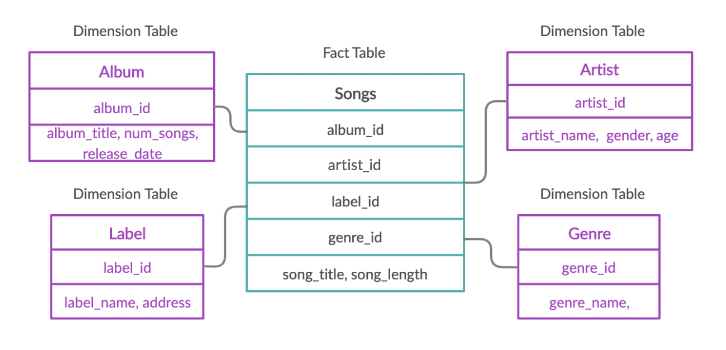 Dimension Table
Album
album_id
album_title, num_songs,
release_date
Fact Table
Songs
album_id
artist_id
label_id
genre_id
song_title, song_length
Dimension Table
Artist
artist_id
artist_name, gender, age
Dimension Table
Label
label_id
label_name, address
Dimension Table
Genre
genre_id
genre_name,